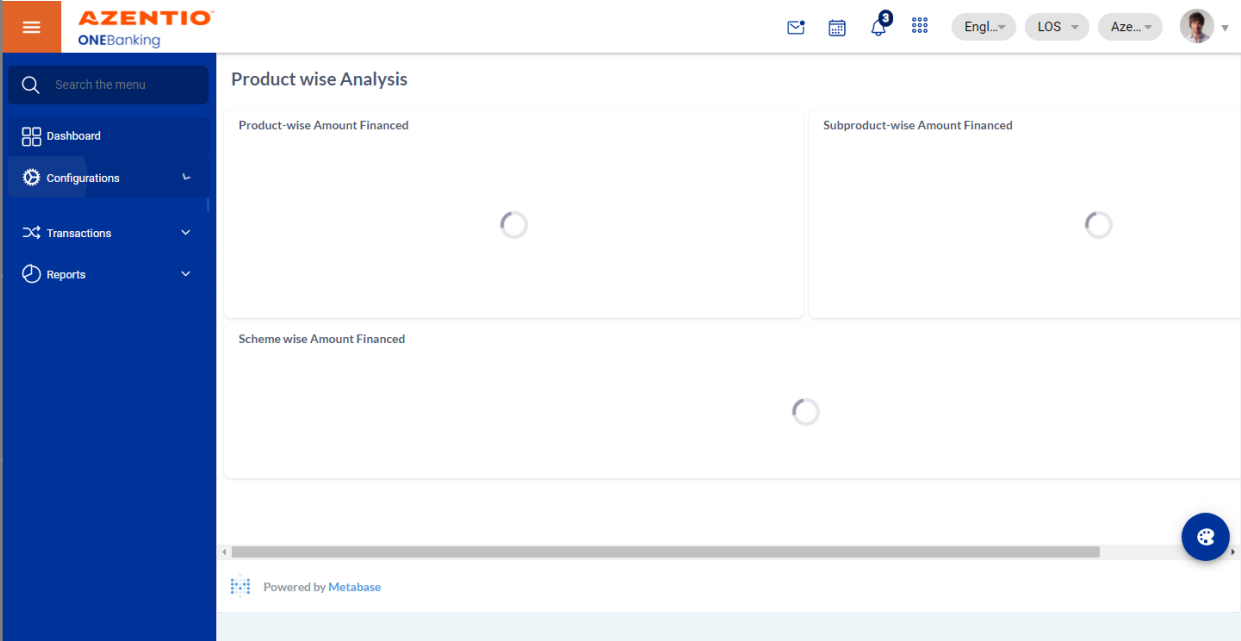 AZENTIO™
ONEBanking
3
Engl...
LOS
Aze...
Search the menu
Dashboard
Configurations
Transactions
Reports
Product wise Analysis
Product-wise Amount Financed
Subproduct-wise Amount Financed
Scheme wise Amount Financed
Powered by Metabase